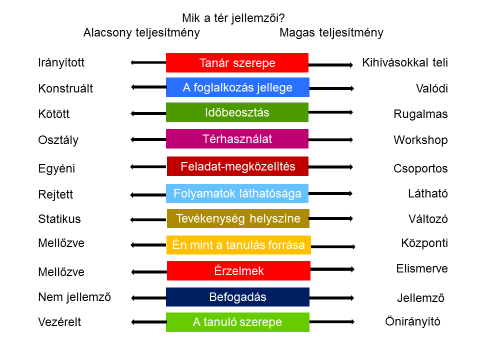 Mik a tér jellemzői?
Alacsony teljesítmény Magas teljesítmény
Irányított Tanár szerepe Kihívásokkal teli
Konstruált A foglalkozás jellege Valódi
Kötött Időbeosztás Rugalmas
Osztály Térhasználat Workshop
Egyéni Feladat-megközelítés Csoportos
Rejtett Folyamatok láthatósága Látható
Statikus Tevékenység helyszíne Változó
Mellőzve Én mint a tanulás forrása Központi
Mellőzve Érzelmek Elismerve
Nem jellemző Befogadás Jellemző
Vezérelt A tanuló szerepe Önirányító